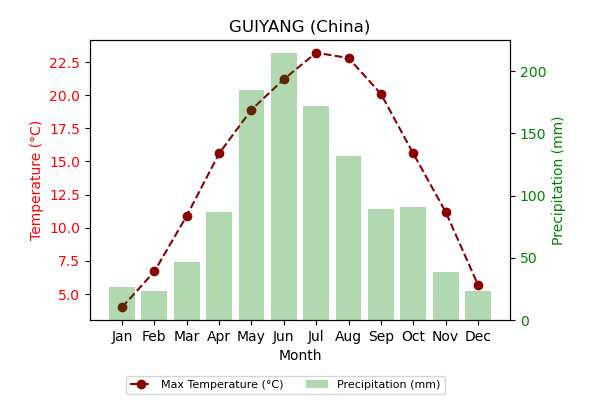 GUIYANG (China)
22.5
20.0
17.5
15.0
12.5
10.0
7.5
5.0
Temperature (°C)
200
150
100
50
0
Precipitation (mm)
Jan Feb Mar Apr May Jun Jul Aug Sep Oct Nov Dec
Month
Max Temperature (°C) Precipitation (mm)